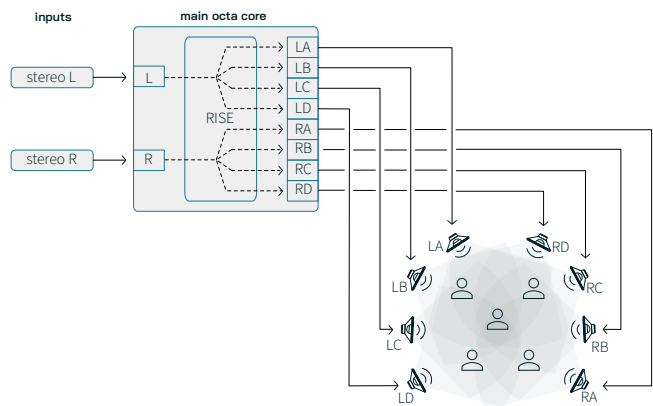 inputs
main octa core
stereo L
L
stereo R
R
RISE
LA
LB
LC
LD
RA
RB
RC
RD
LA
RD
LB
RC
LC
RB
LD
RA